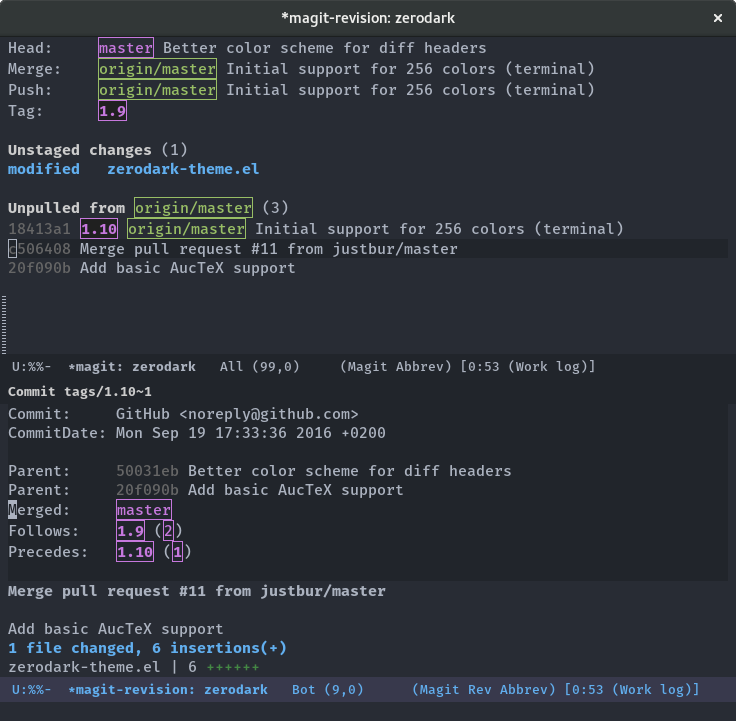 *magit-revision: zerodark ×
Head:     master Better color scheme for diff headers
Merge:    origin/master Initial support for 256 colors (terminal)
Push:     origin/master Initial support for 256 colors (terminal)
Tag:      1.9
Unstaged changes (1)
modified   zerodark-theme.el
Unpulled from origin/master (3)
18413a1 1.10 origin/master Initial support for 256 colors (terminal)
c506408 Merge pull request #11 from justbur/master
20f090b Add basic AucTeX support
U:%%-  *magit: zerodark   All (99,0)     (Magit Abbrev) [0:53 (Work log)]
Commit tags/1.10~1
Commit:     GitHub <noreply@github.com>
CommitDate: Mon Sep 19 17:33:36 2016 +0200
Parent:     50031eb Better color scheme for diff headers
Parent:     20f090b Add basic AucTeX support
Merged:     master
Follows:    1.9 (2)
Precedes:   1.10 (1)
Merge pull request #11 from justbur/master
Add basic AucTeX support
1 file changed, 6 insertions(+)
zerodark-theme.el | 6 ++++++
U:%%-  *magit-revision: zerodark   Bot (9,0)      (Magit Rev Abbrev) [0:53 (Work log)]